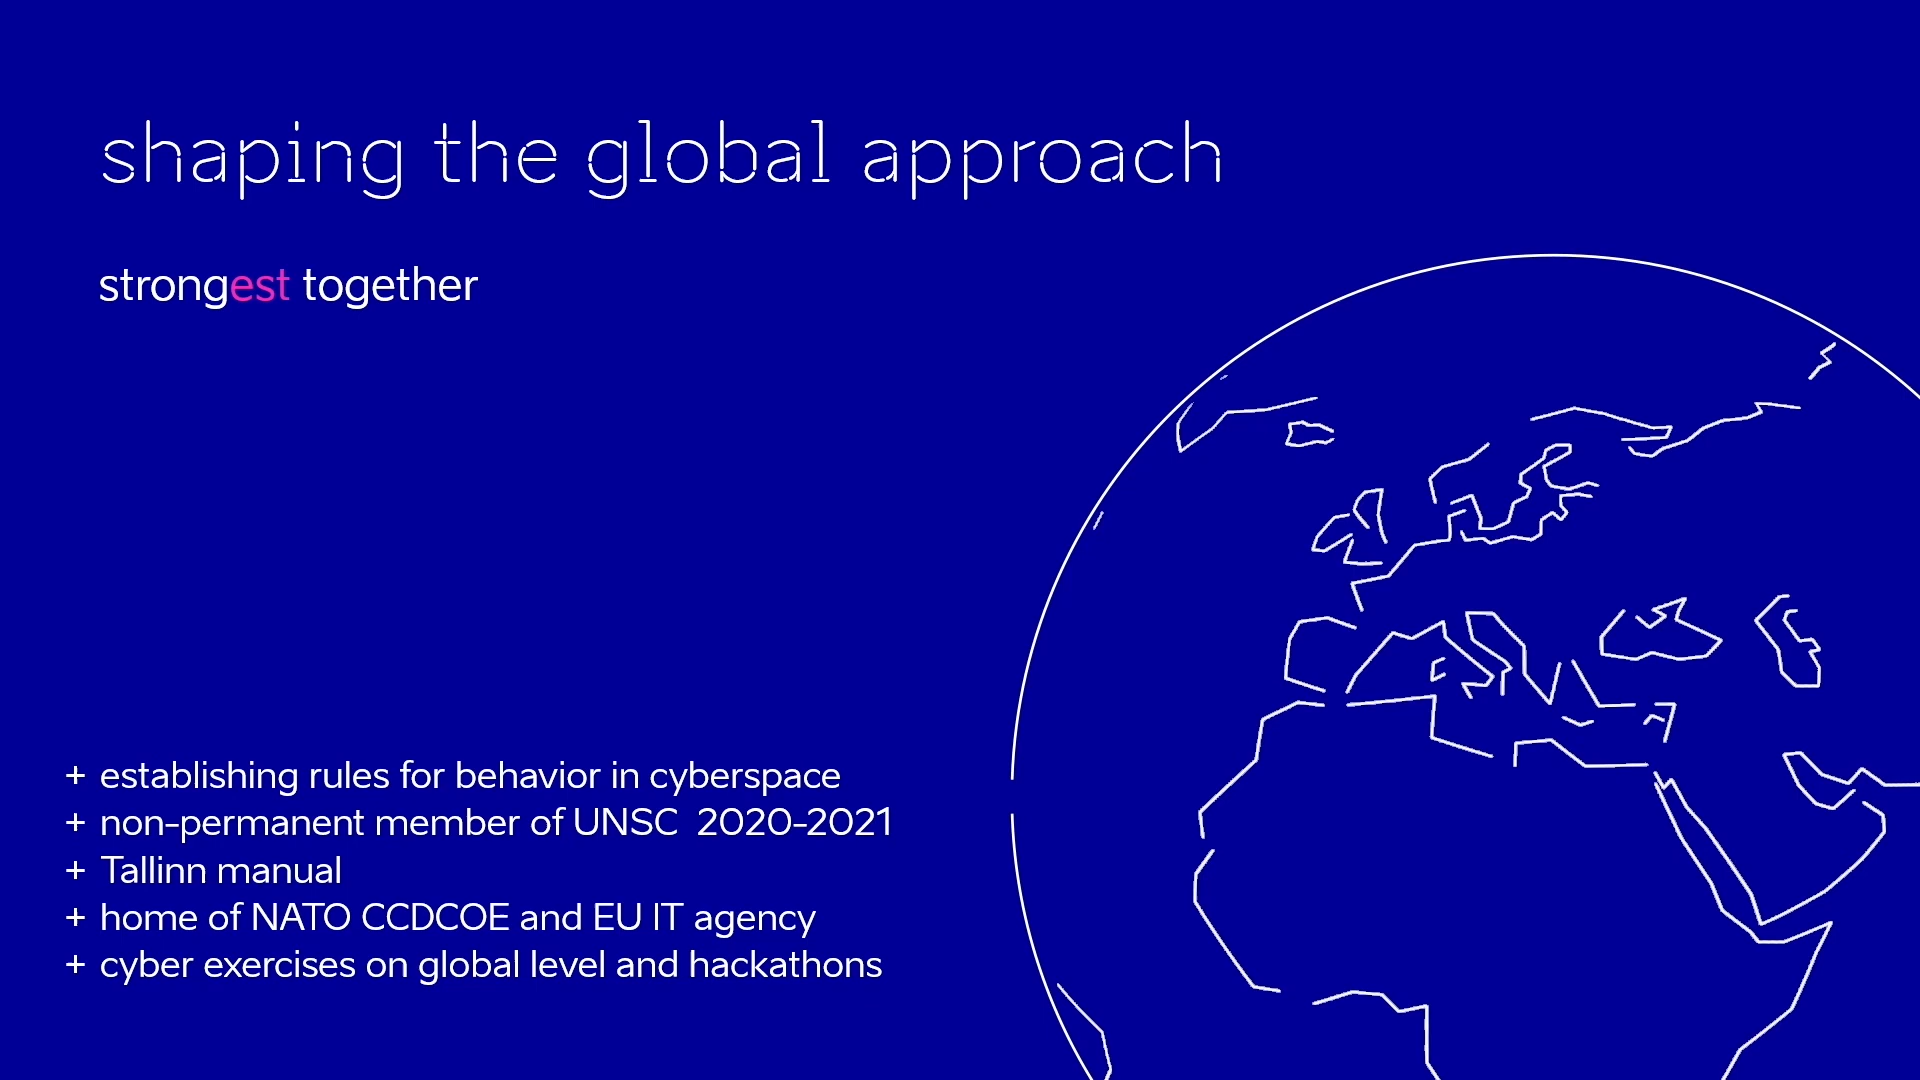 shaping the global approach
strongest together
+ establishing rules for behavior in cyberspace
+ non-permanent member of UNSC 2020-2021
+ Tallinn manual
+ home of NATO CCDCOE and EU IT agency
+ cyber exercises on global level and hackathons